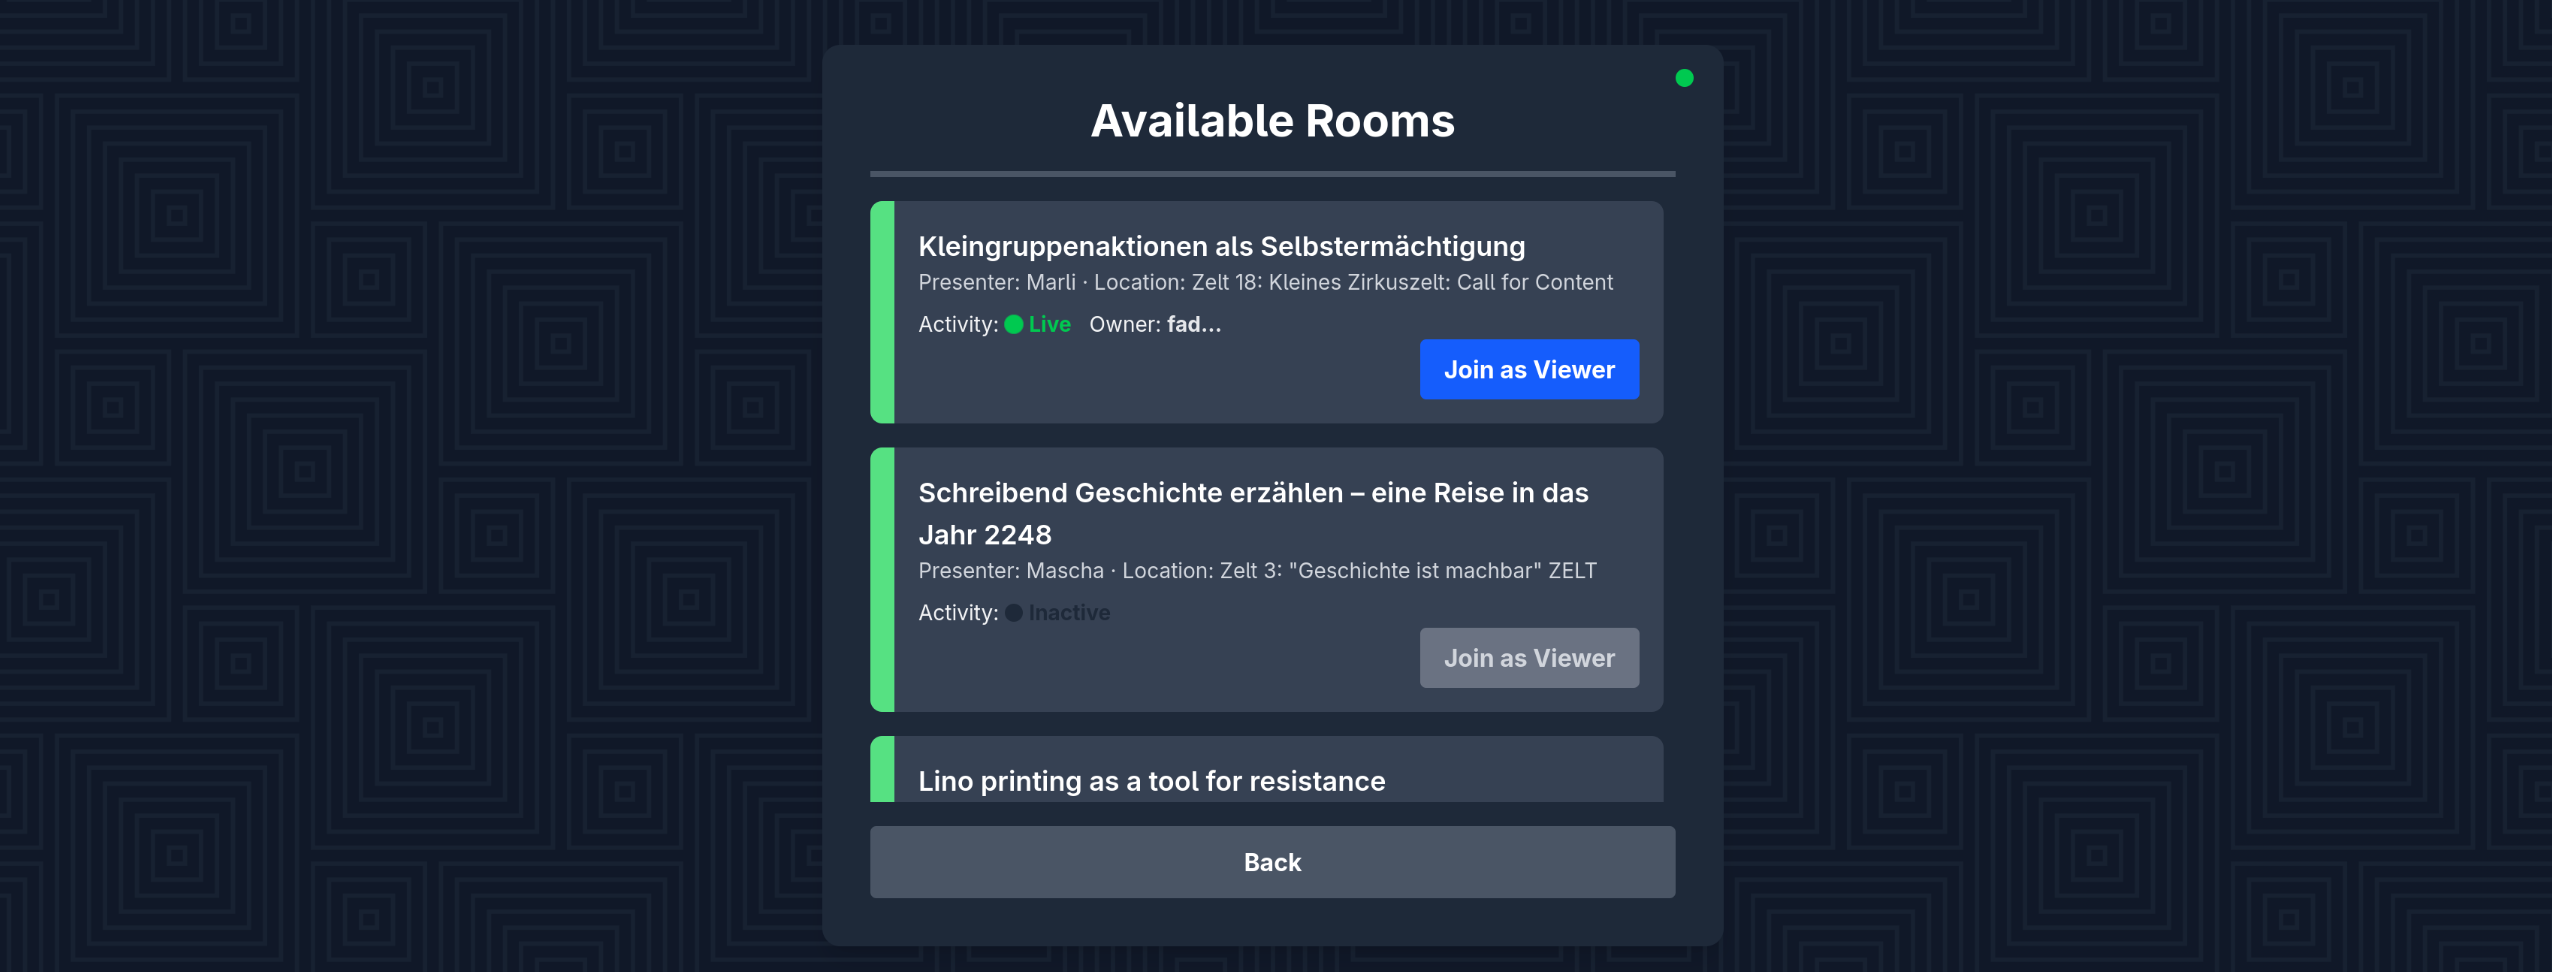 Available Rooms
Kleingruppenaktionen als Selbstermächtigung
Presenter: Marli · Location: Zelt 18: Kleines Zirkuszelt: Call for Content
Activity: Live Owner: fad...
Join as Viewer
Schreibend Geschichte erzählen – eine Reise in das
Jahr 2248
Presenter: Mascha · Location: Zelt 3: "Geschichte ist machbar" ZELT
Activity: Inactive
Join as Viewer
Lino printing as a tool for resistance
Back